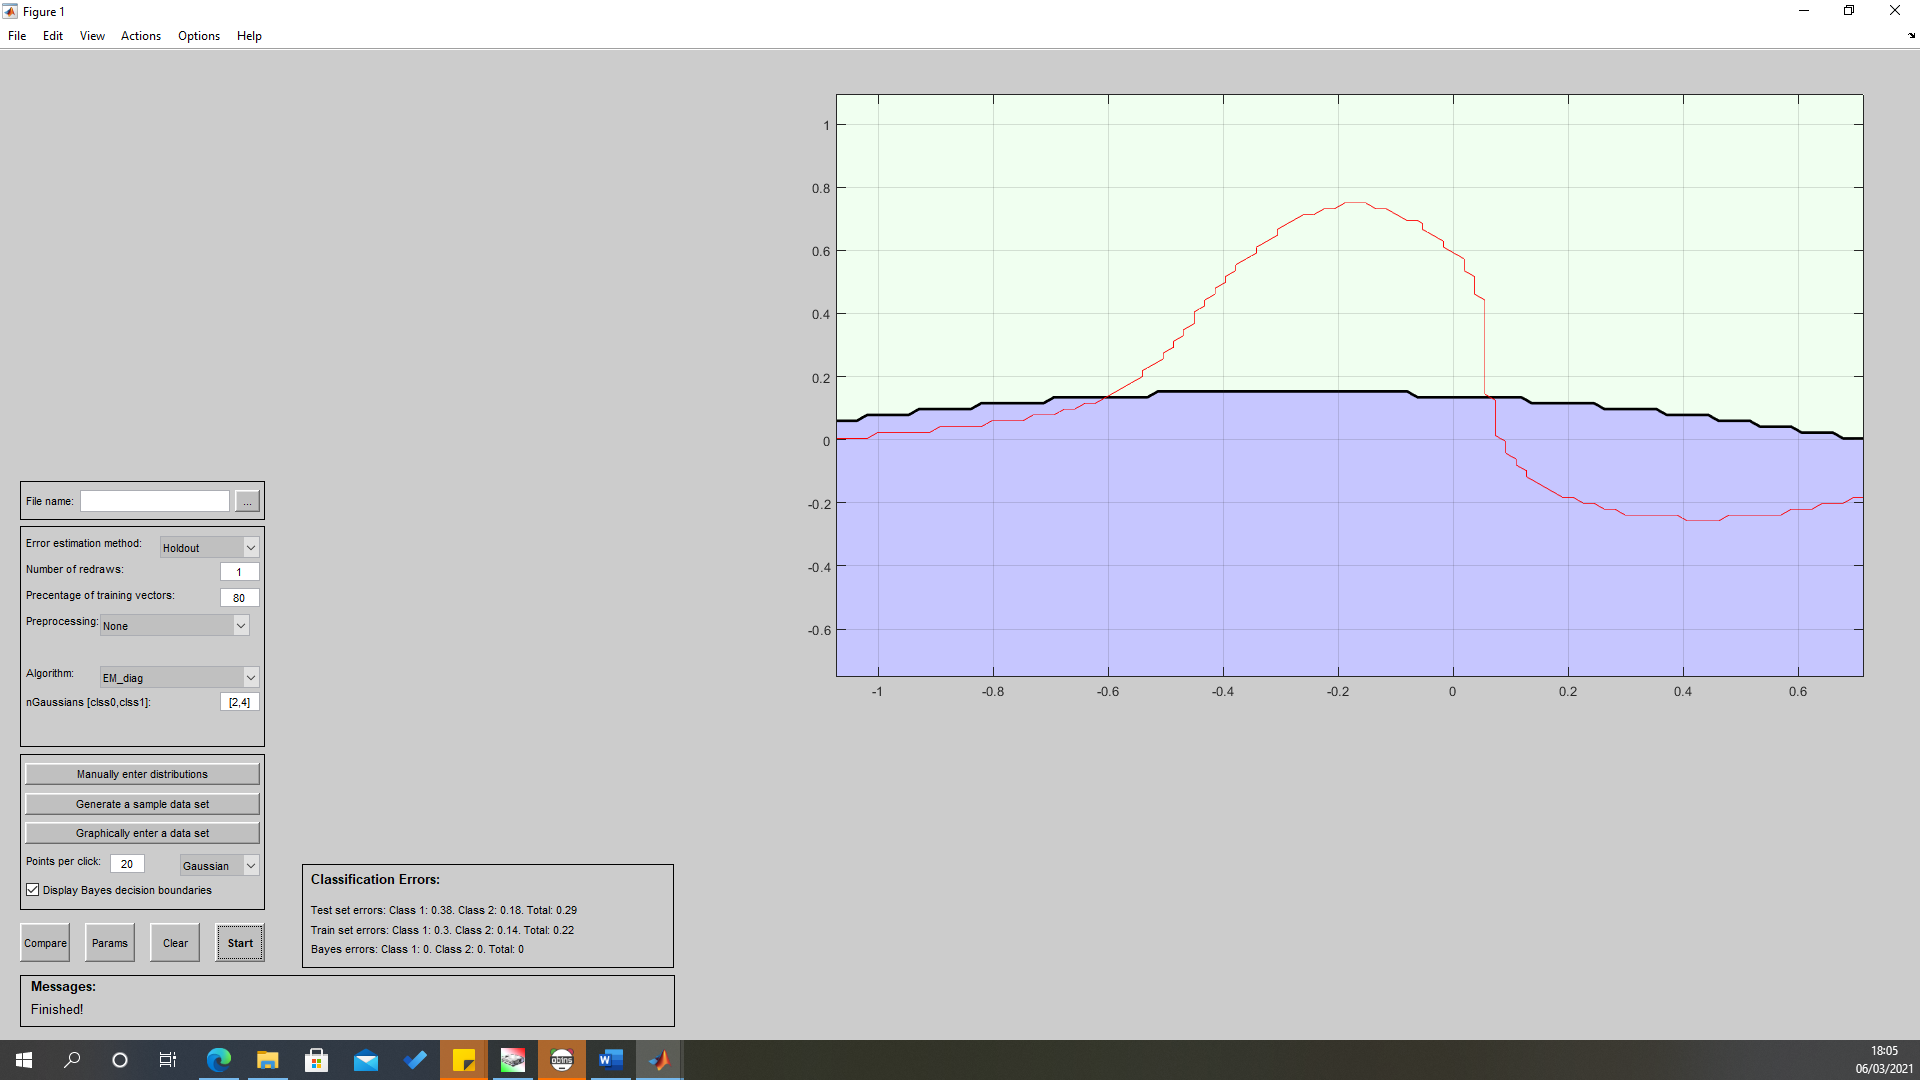 Figure 1
File Edit View Actions Options Help
1
0.8
0.6
0.4
0.2
0
-0.2
-0.4
-0.6
-1 -0.8 -0.6 -0.4 -0.2 0 0.2 0.4 0.6
File name: ...
Error estimation method: Holdout
Number of redraws: 1
Precentage of training vectors: 80
Preprocessing: None
Algorithm: EM_diag
nGaussians [clss0,clss1]: [2,4]
Manually enter distributions
Generate a sample data set
Graphically enter a data set
Points per click: 20 Gaussian
Display Bayes decision boundaries
Compare Params Clear Start
Classification Errors:
Test set errors: Class 1: 0.38. Class 2: 0.18. Total: 0.29
Train set errors: Class 1: 0.3. Class 2: 0.14. Total: 0.22
Bayes errors: Class 1: 0. Class 2: 0. Total: 0
Messages:
Finished!
18:05
06/03/2021